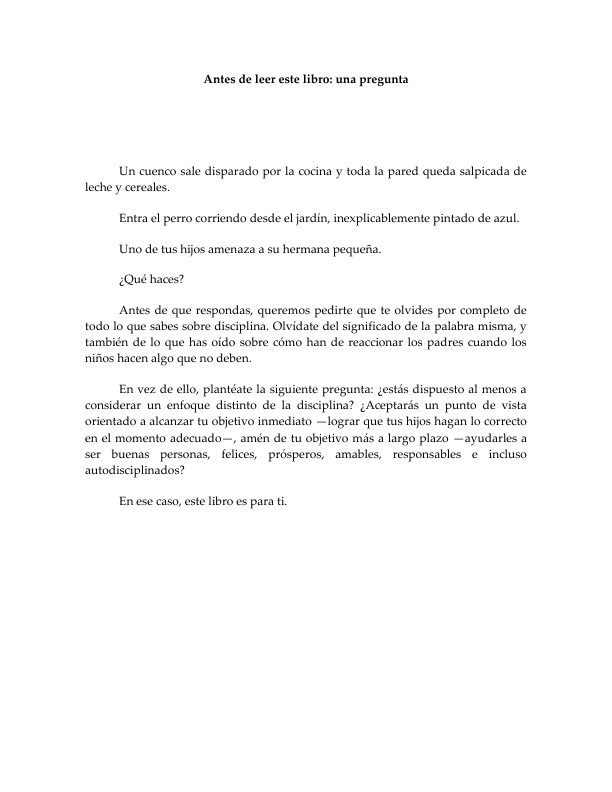 Antes de leer este libro: una pregunta
Un cuenco sale disparado por la cocina y toda la pared queda salpicada de
leche y cereales.
Entra el perro corriendo desde el jardín, inexplicablemente pintado de azul.
Uno de tus hijos amenaza a su hermana pequeña.
¿Qué haces?
Antes de que respondas, queremos pedirte que te olvides por completo de
todo lo que sabes sobre disciplina. Olvídate del significado de la palabra misma, y
también de lo que has oído sobre cómo han de reaccionar los padres cuando los
niños hacen algo que no deben.
En vez de ello, plantéate la siguiente pregunta: ¿estás dispuesto al menos a
considerar un enfoque distinto de la disciplina? ¿Aceptarás un punto de vista
orientado a alcanzar tu objetivo inmediato —lograr que tus hijos hagan lo correcto
en el momento adecuado—, amén de tu objetivo más a largo plazo —ayudarles a
ser buenas personas, felices, prósperos, amables, responsables e incluso
autodisciplinados?
En ese caso, este libro es para ti.